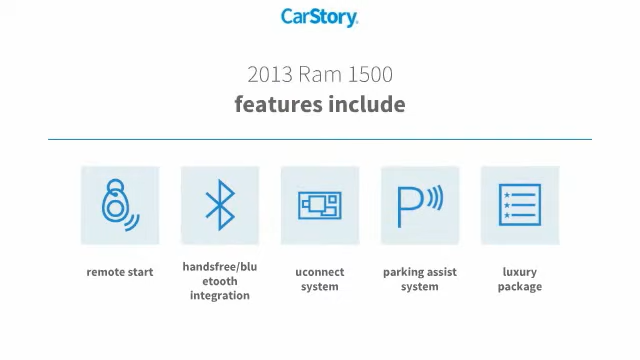 CarStory
2013 Ram 1500
features include
remote start
handsfree/blu
etooth
integration
uconnect
system
parking assist
system
luxury
package